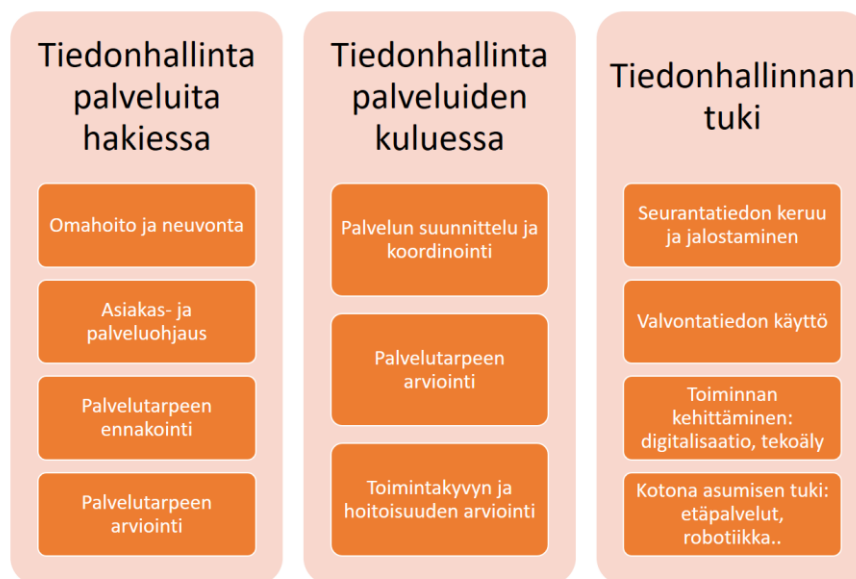 Tiedonhallinta
palveluita
hakiessa
Omahoito ja neuvonta
Asiakas- ja
palveluohjaus
Palvelutarpeen
ennakointi
Palvelutarpeen
arviointi
Tiedonhallinta
palveluiden
kuluessa
Palvelun suunnittelu ja
koordinointi
Palvelutarpeen
arviointi
Toimintakyvyn ja
hoitoisuuden arviointi
Tiedonhallinnan
tuki
Seurantatiedon keruu
ja jalostaminen
Valvontatiedon käyttö
Toiminnan
kehittäminen:
digitalisaatio, tekoäly
Kotona asumisen tuki:
etäpalvelut,
robotiikka..